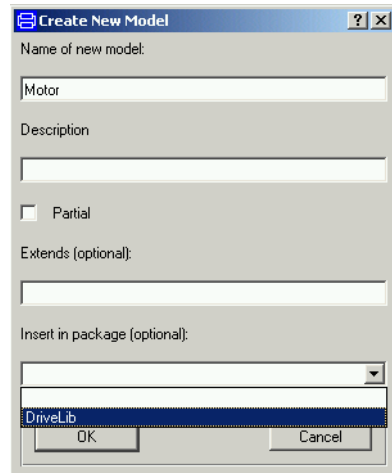 Create New Model
Name of new model:
Motor
Description
Partial
Extends (optional):
Insert in package (optional):
DriveLib
OK Cancel